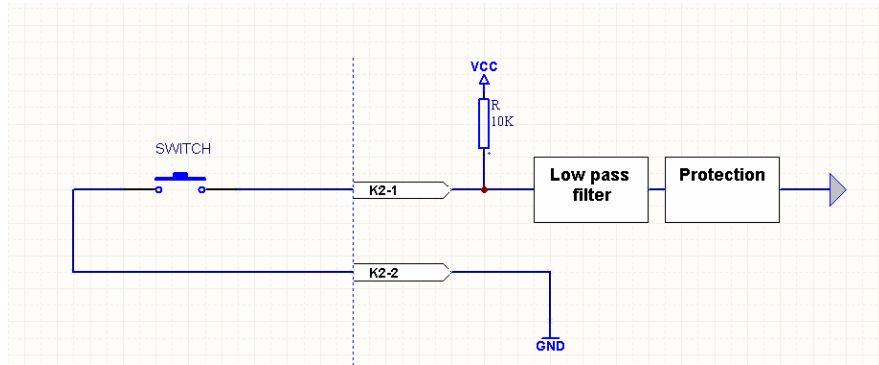 VCC
R
10K
SWITCH
K2-1
Low pass
filter
Protection
K2-2
GND